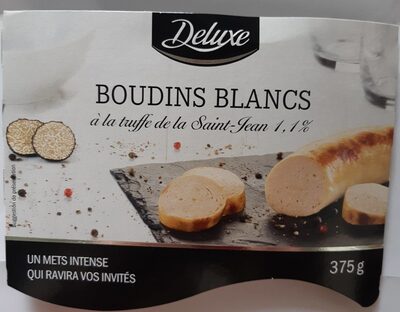 Deluxe
BOUDINS BLANCS
à la truffe de la Saint-Jean 1,1%
UN METS INTENSE
QUI RAVIRA VOS INVITÉS
375g